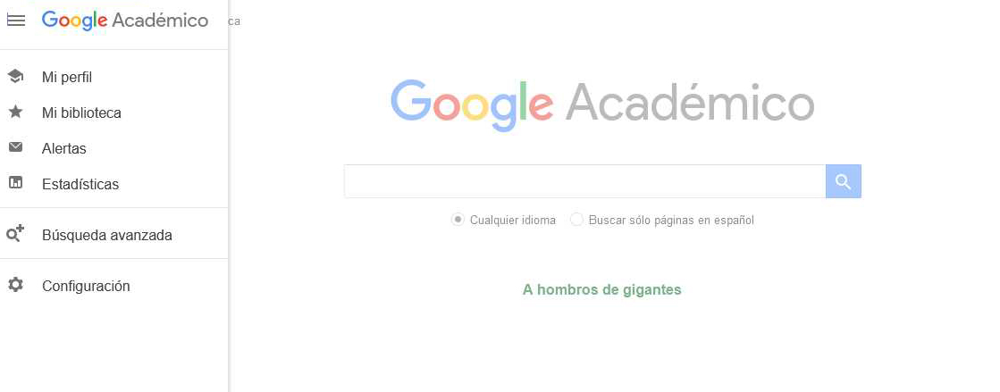 Google Académico
ca
Mi perfil
Mi biblioteca
Alertas
Estadísticas
Búsqueda avanzada
Configuración
Google Académico
Cualquier idioma
Buscar sólo páginas en español
A hombros de gigantes